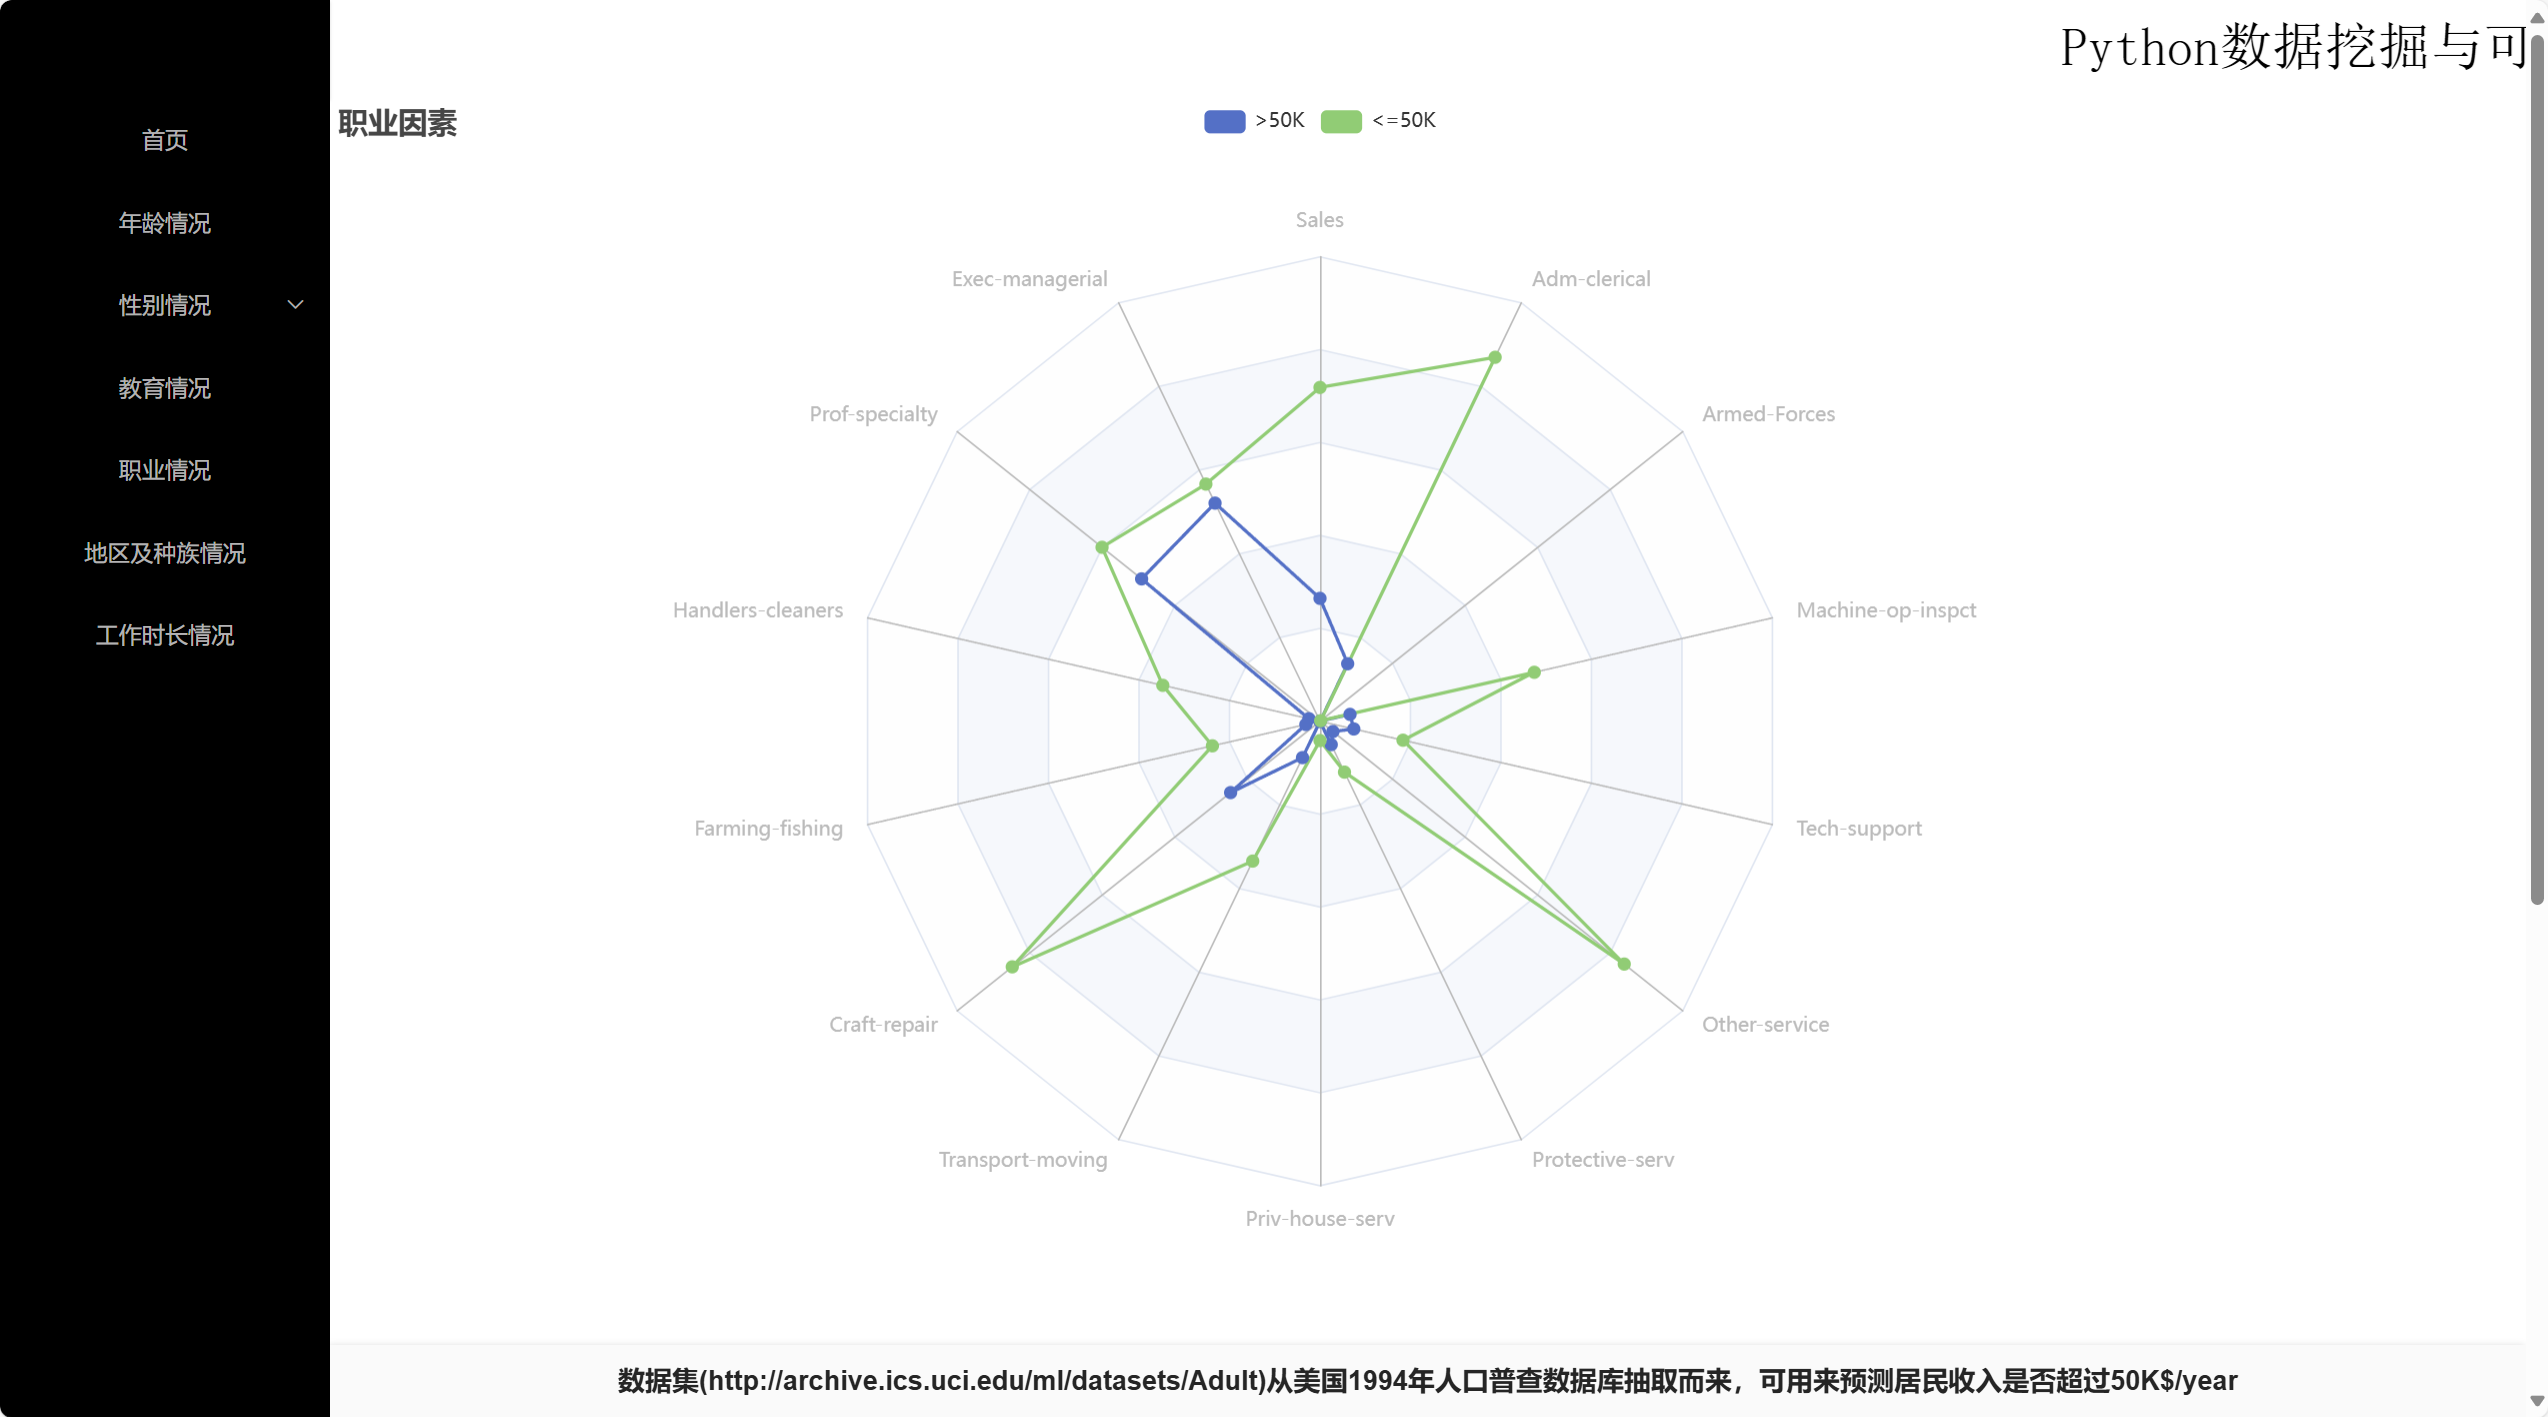 Python数据挖掘与可
首页
年龄情况
性别情况
教育情况
职业情况
地区及种族情况
工作时长情况
职业因素
>50K
<=50K
Sales
Exec-managerial
Adm-clerical
Prof-specialty
Armed-Forces
Handlers-cleaners
Machine-op-inspct
Farming-fishing
Tech-support
Craft-repair
Other-service
Transport-moving
Protective-serv
Priv-house-serv
数据集(http://archive.ics.uci.edu/ml/datasets/Adult)从美国1994年人口普查数据库抽取而来，可用来预测居民收入是否超过50K$/year